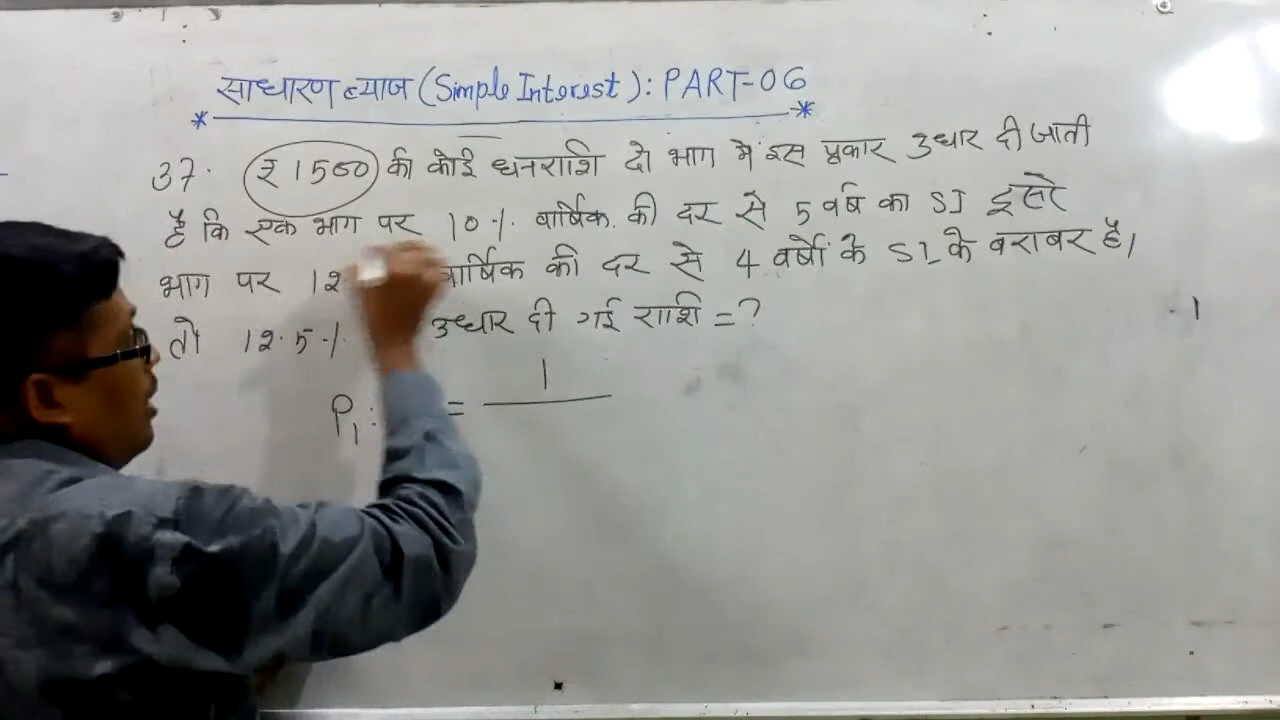 साधारण ब्याज (Simple Interest): PART-06
37. ₹ 1500 की कोई धनराशि दो भाग में इस प्रकार उधार दी जाती
है कि एक भाग पर 10% वार्षिक की दर से 5 वर्ष का SI दूसरे
भाग पर 12 वार्षिक की दर से 4 वर्षों के SI के बराबर है,
तो 12.5% उधार दी गई राशि = ?
P1: = 1